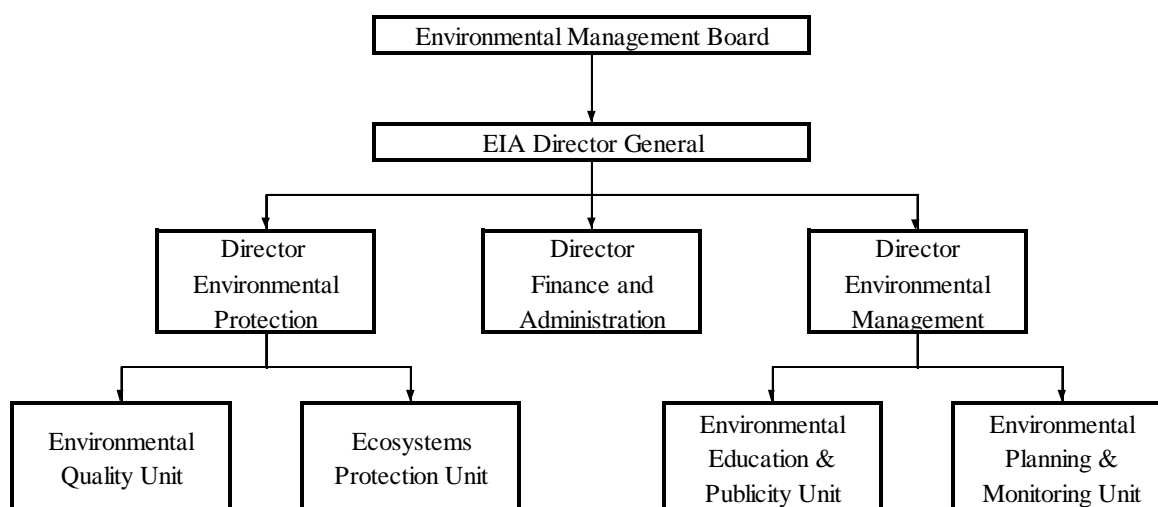 Environmental Management Board
EIA Director General
Director
Environmental
Protection
Director
Finance and
Administration
Director
Environmental
Management
Environmental
Quality Unit
Ecosystems
Protection Unit
Environmental
Education &
Publicity Unit
Environmental
Planning &
Monitoring Unit